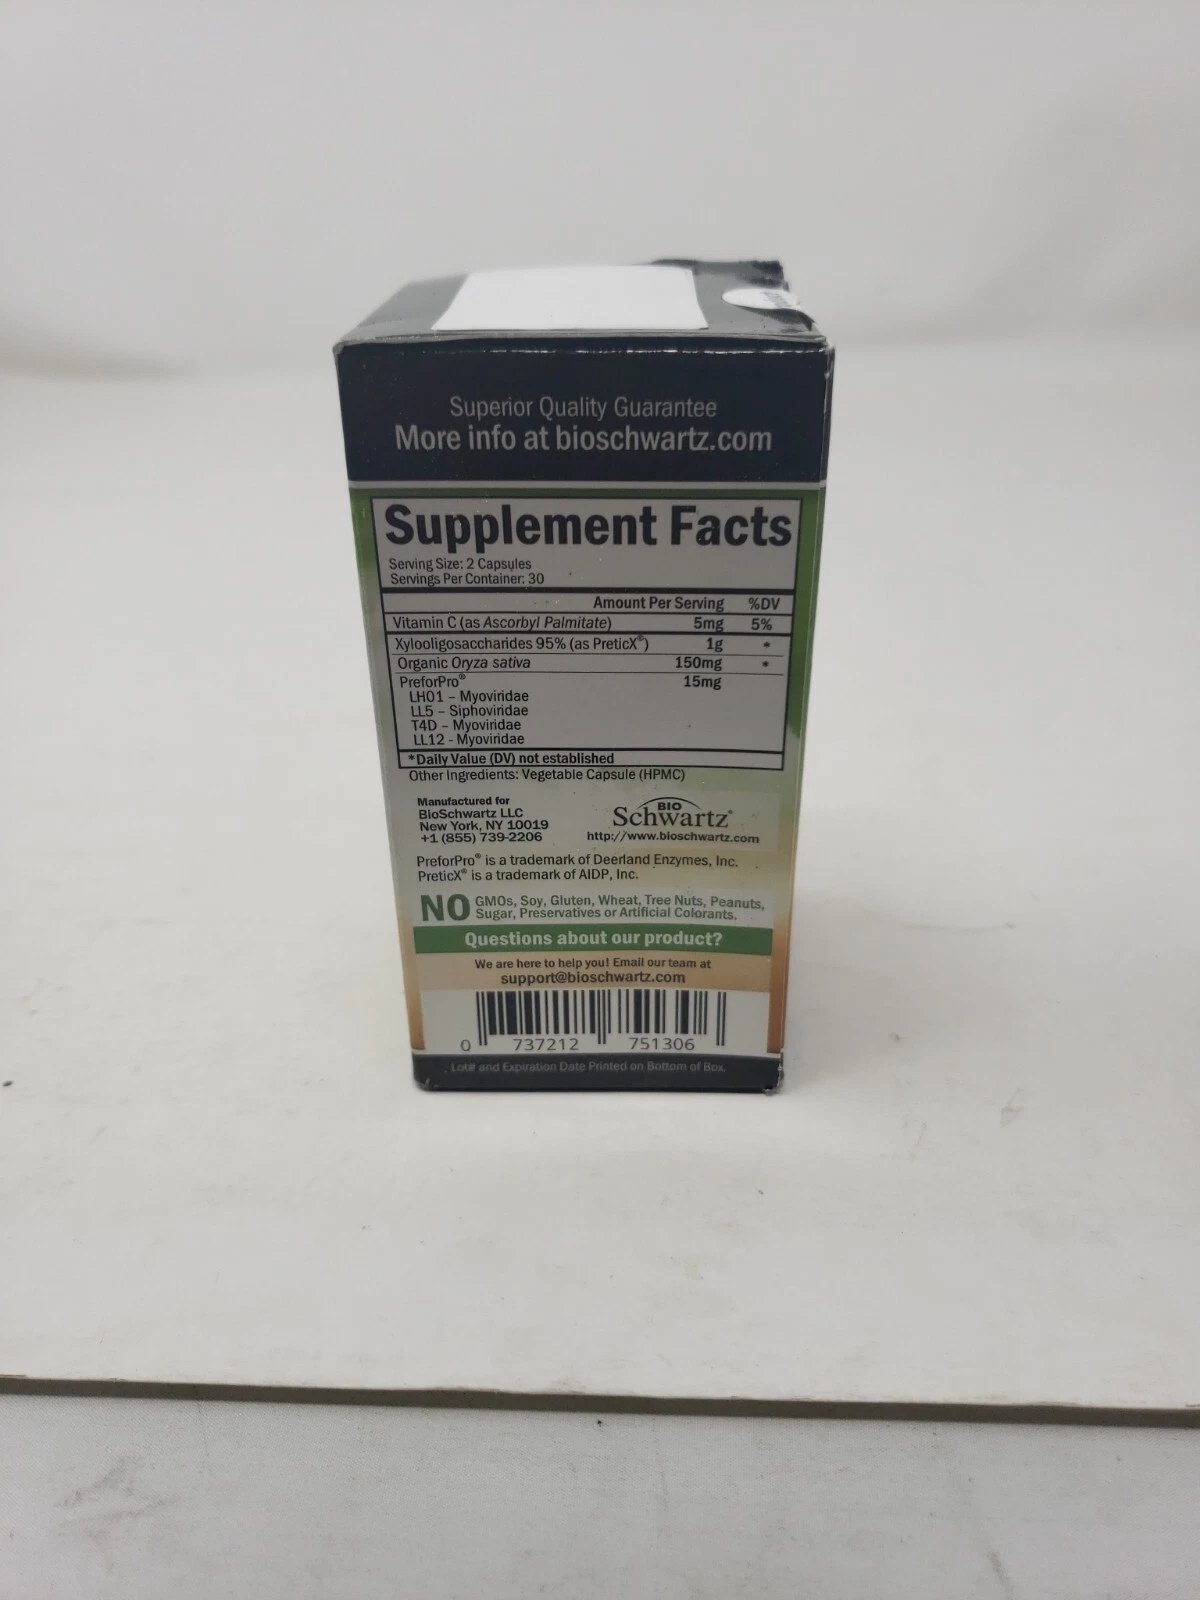 Superior Quality Guarantee
More info at bioschwartz.com
Supplement Facts
Serving Size: 2 Capsules
Servings Per Container: 30
Amount Per Serving %DV
Vitamin C (as Ascorbyl Palmitate) 5mg 5%
Xylooligosaccharides 95% (as PreticX®) 1g *
Organic Oryza sativa 150mg *
PreforPro® 15mg
LH01 – Myoviridae
LL5 – Siphoviridae
T4D – Myoviridae
LL12 - Myoviridae
*Daily Value (DV) not established
Other Ingredients: Vegetable Capsule (HPMC)
Manufactured for
BioSchwartz LLC
New York, NY 10019
+1 (855) 739-2206
BIO
Schwartz®
http://www.bioschwartz.com
PreforPro® is a trademark of Deerland Enzymes, Inc.
PreticX® is a trademark of AIDP, Inc.
NO GMOs, Soy, Gluten, Wheat, Tree Nuts, Peanuts,
Sugar, Preservatives or Artificial Colorants.
Questions about our product?
We are here to help you! Email our team at
support@bioschwartz.com
0 737212 751306
Lot# and Expiration Date Printed on Bottom of Box.